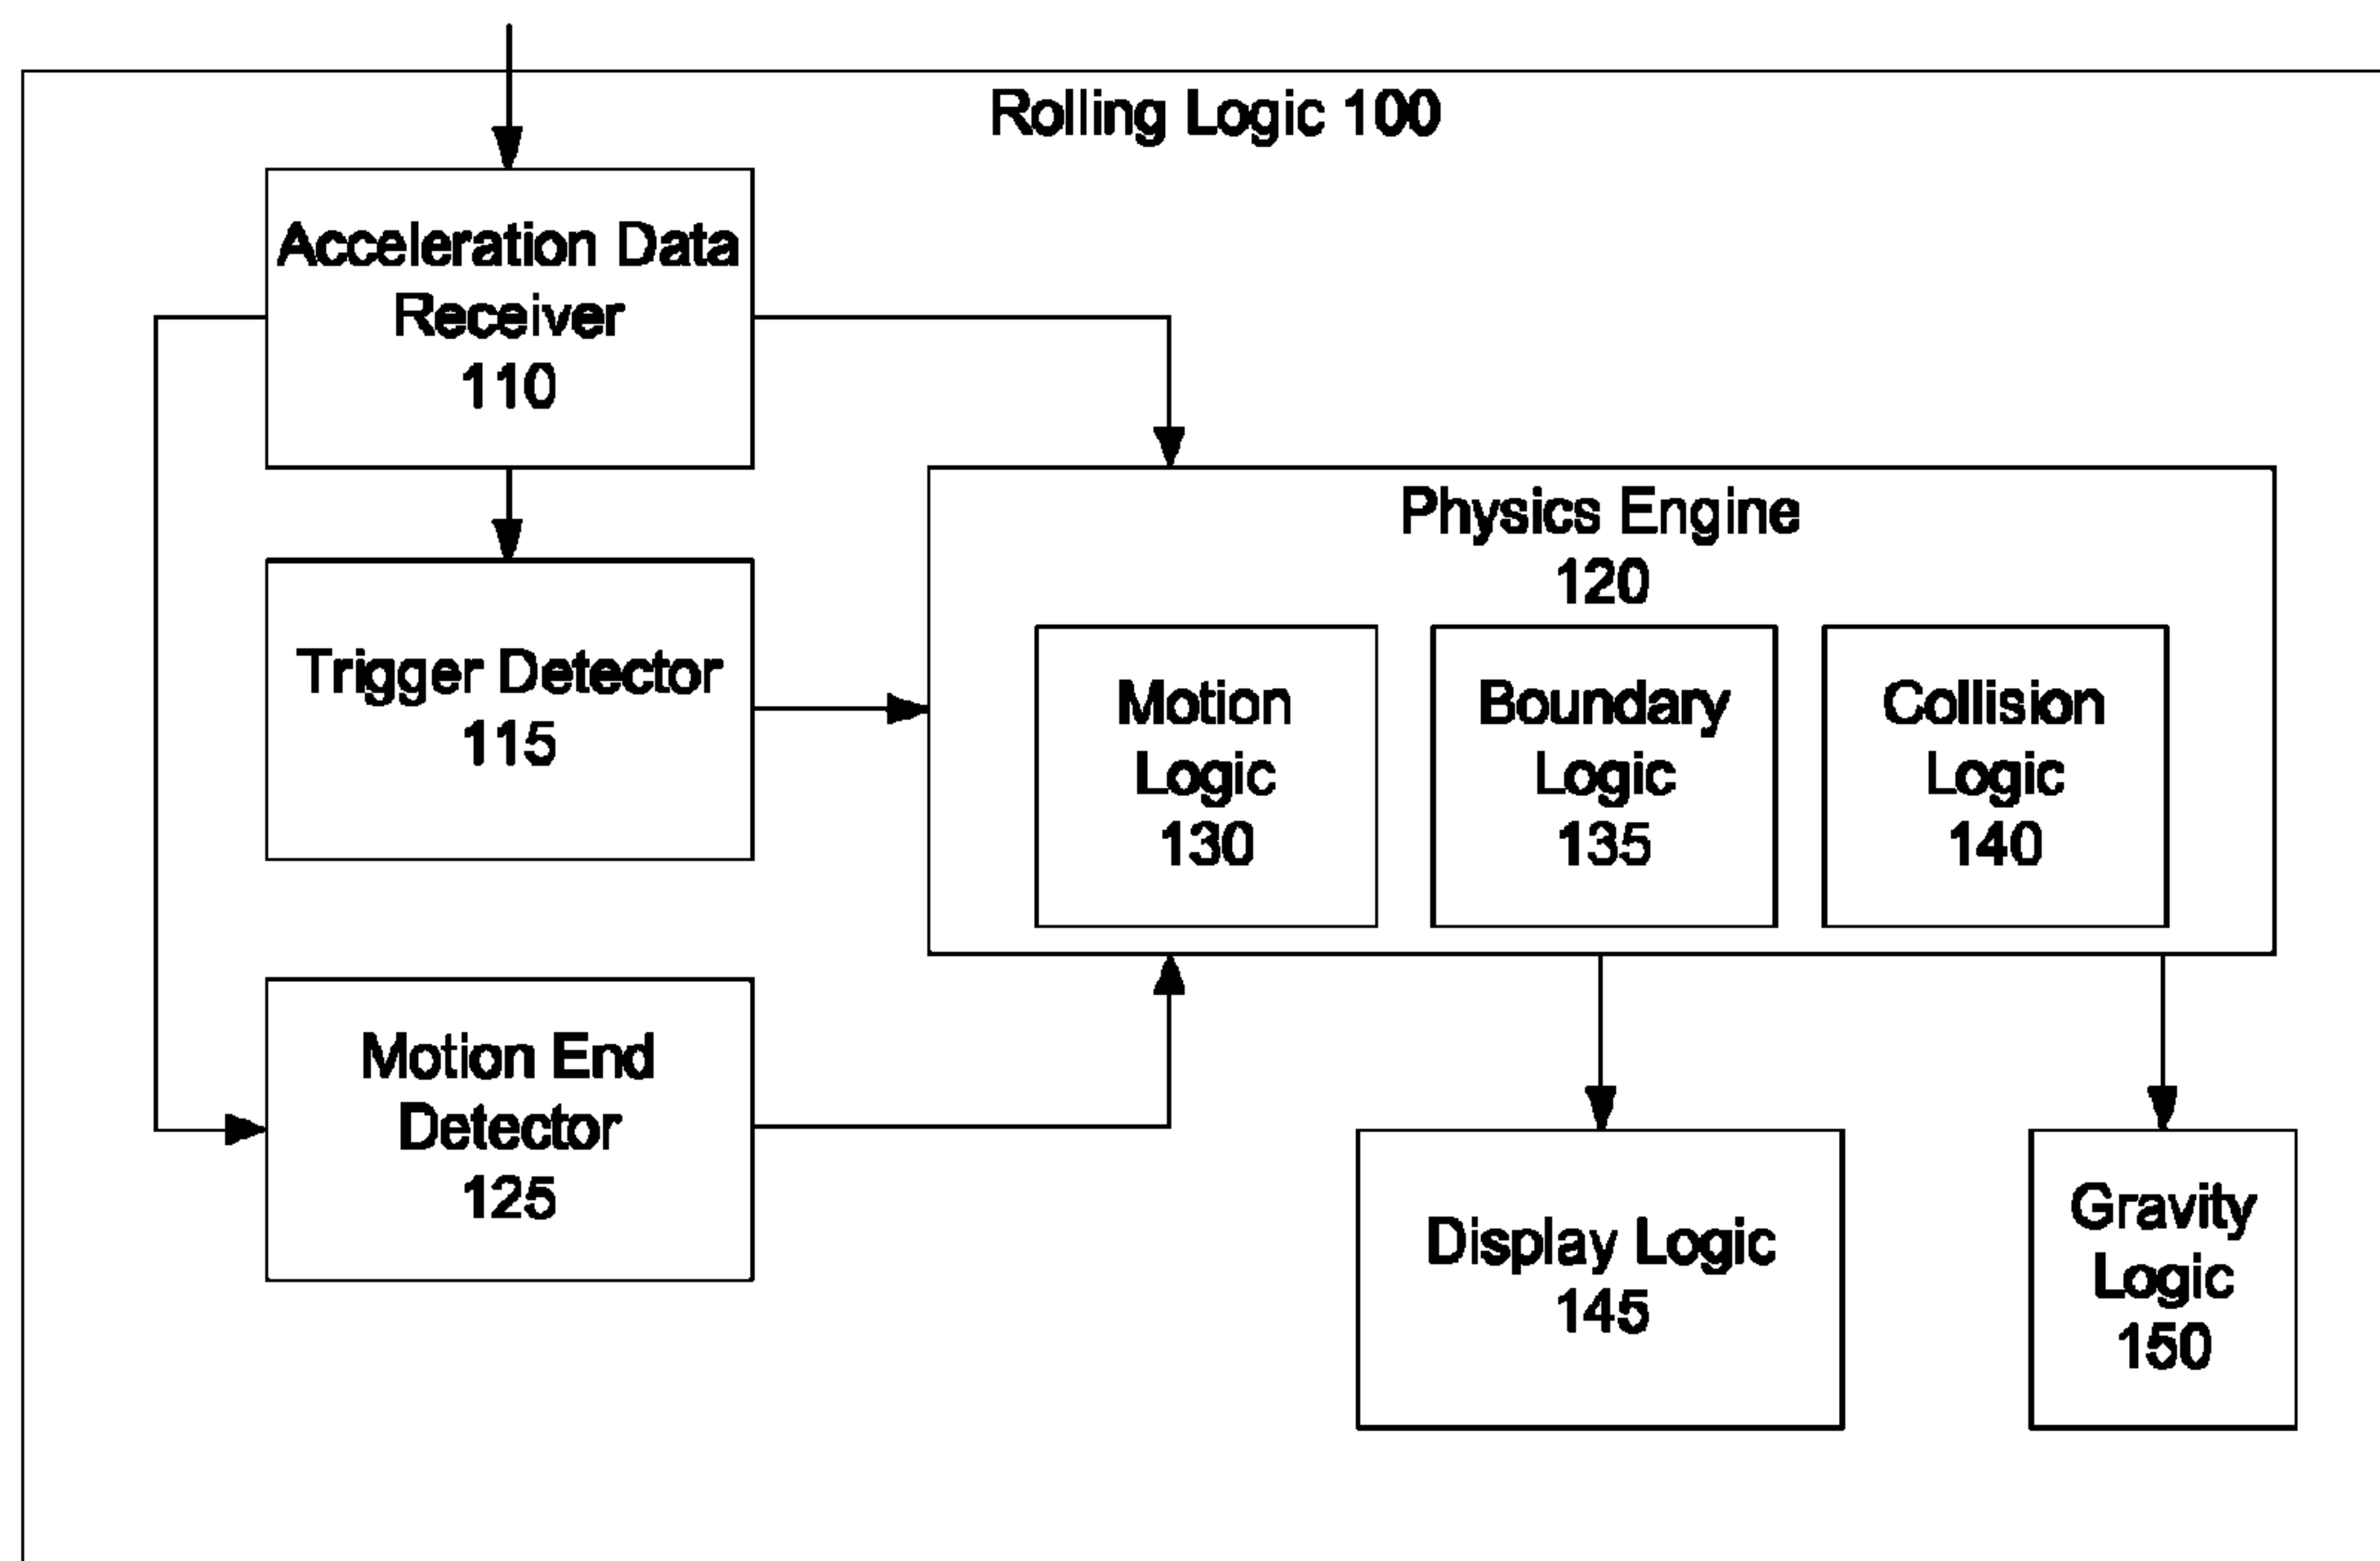 Rolling Logic 100
Acceleration Data
Receiver
110
Physics Engine
120
Trigger Detector
115
Motion
Logic
130
Boundary
Logic
135
Collision
Logic
140
Motion End
Detector
125
Display Logic
145
Gravity
Logic
150